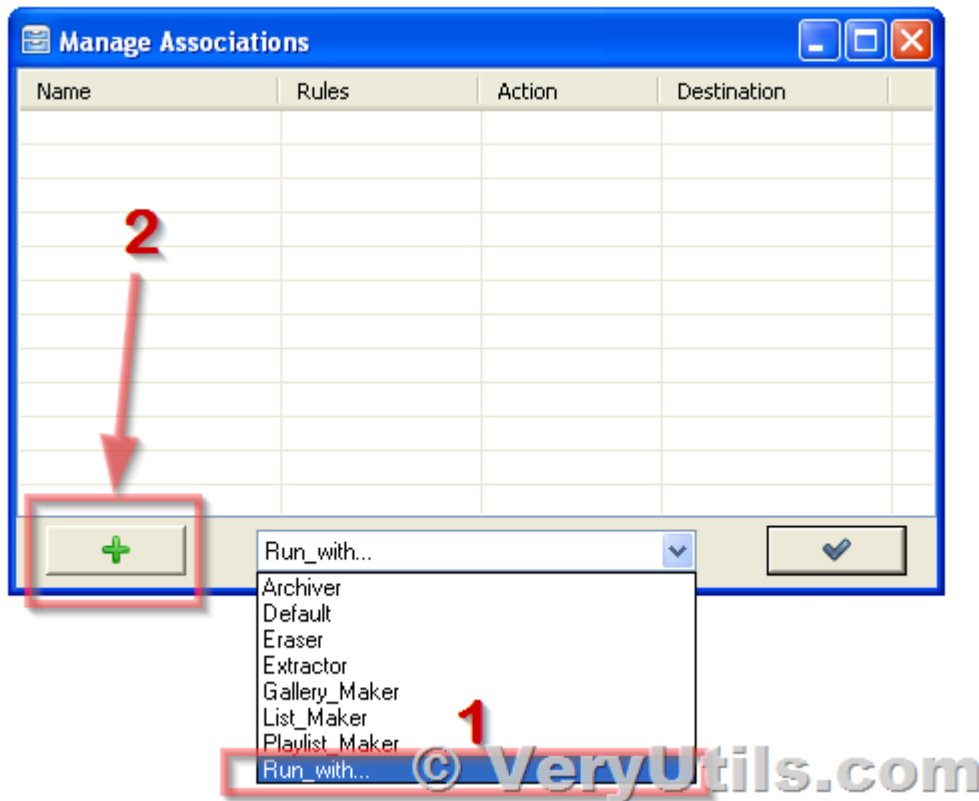 Manage Associations
Name Rules Action Destination
2
Run_with...
Archiver
Default
Eraser
Extractor
Gallery_Maker
List_Maker
Playlist_Maker
1
Run_with...
© VeryUtils.com